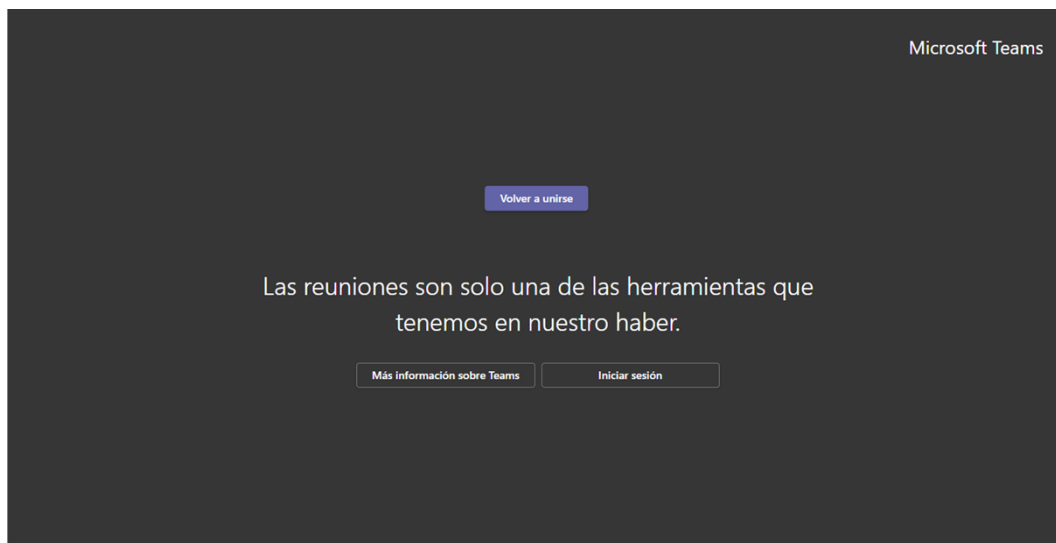 Microsoft Teams
Volver a unirse
Las reuniones son solo una de las herramientas que
tenemos en nuestro haber.
Más información sobre Teams
Iniciar sesión